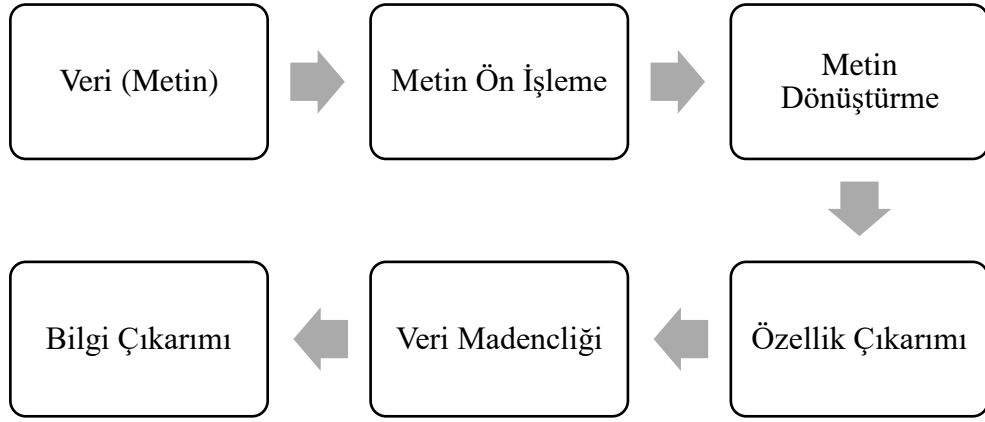 Veri (Metin)
Metin Ön İşleme
Metin
Dönüştürme
Özellik Çıkarımı
Veri Madencliği
Bilgi Çıkarımı